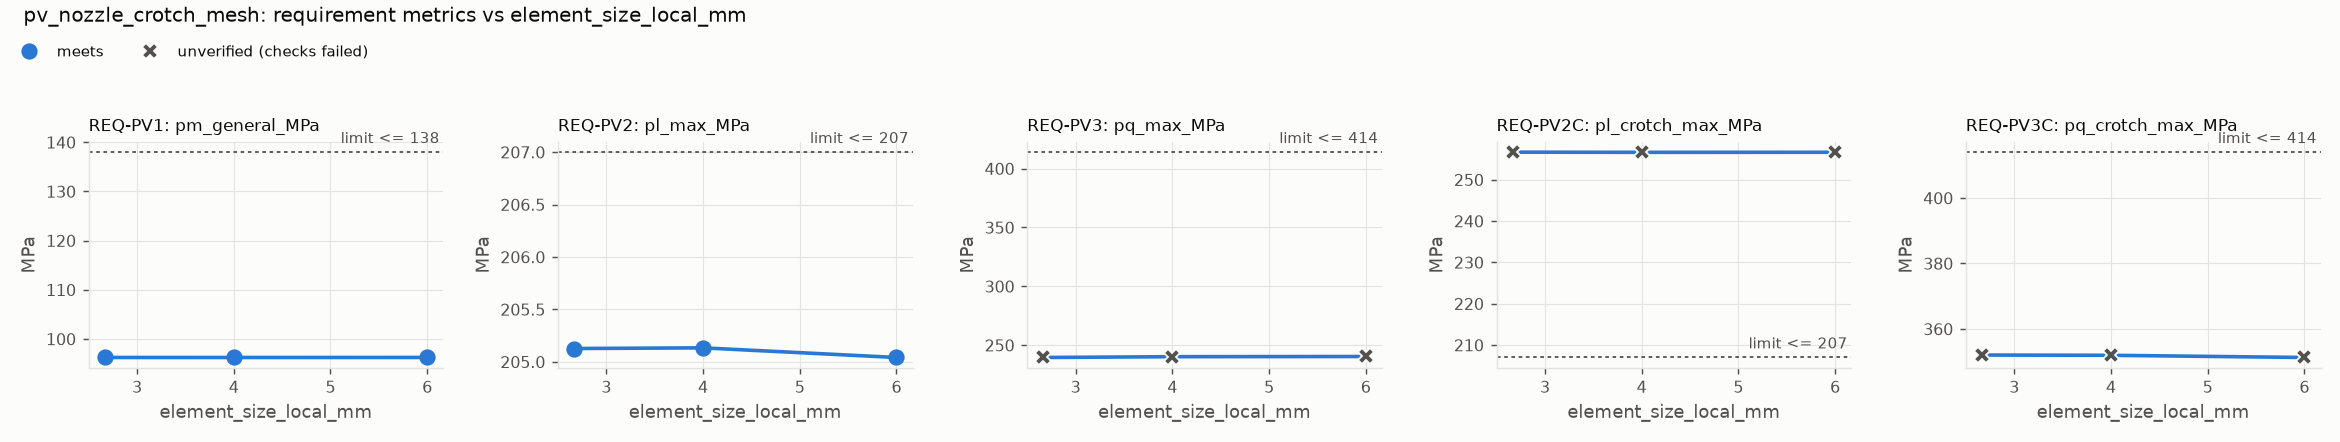 pv_nozzle_crotch_mesh: requirement metrics vs element_size_local_mm
meets
unverified (checks failed)
REQ-PV1: pm_general_MPa
limit <= 138
140
130
120
110
100
MPa
3
4
5
6
element_size_local_mm
REQ-PV2: pl_max_MPa
limit <= 207
207.0
206.5
206.0
205.5
205.0
MPa
3
4
5
6
element_size_local_mm
REQ-PV3: pq_max_MPa
limit <= 414
400
350
300
250
MPa
3
4
5
6
element_size_local_mm
REQ-PV2C: pl_crotch_max_MPa
250
240
230
220
210
limit <= 207
MPa
3
4
5
6
element_size_local_mm
REQ-PV3C: pq_crotch_max_MPa
limit <= 414
400
380
360
MPa
3
4
5
6
element_size_local_mm